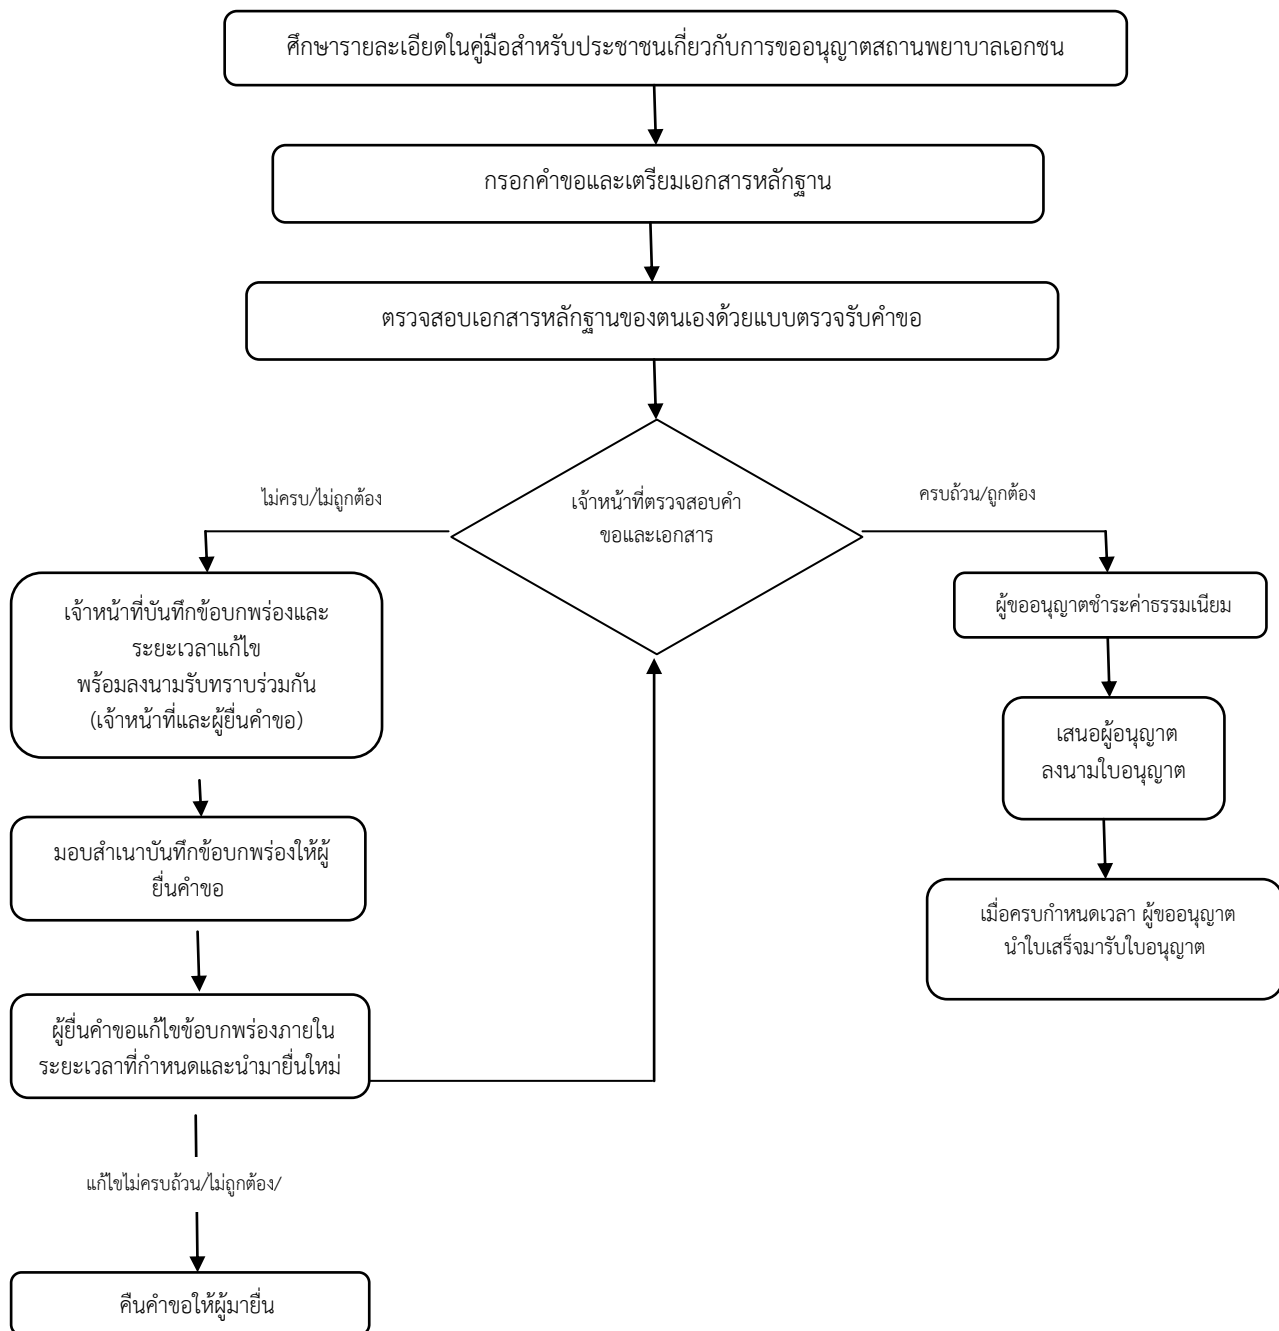 ศึกษารายละเอียดในคู่มือสำหรับประชาชนเกี่ยวกับการขออนุญาตสถานพยาบาลเอกชน
กรอกคำขอและเตรียมเอกสารหลักฐาน
ตรวจสอบเอกสารหลักฐานของตนเองด้วยแบบตรวจรับคำขอ
เจ้าหน้าที่ตรวจสอบคำ
ขอและเอกสาร
ไม่ครบ/ไม่ถูกต้อง
ครบถ้วน/ถูกต้อง
เจ้าหน้าที่บันทึกข้อบกพร่องและ
ระยะเวลาแก้ไข
พร้อมลงนามรับทราบร่วมกัน
(เจ้าหน้าที่และผู้ยื่นคำขอ)
มอบสำเนาบันทึกข้อบกพร่องให้ผู้
ยื่นคำขอ
ผู้ยื่นคำขอแก้ไขข้อบกพร่องภายใน
ระยะเวลาที่กำหนดและนำมายื่นใหม่
แก้ไขไม่ครบถ้วน/ไม่ถูกต้อง/
คืนคำขอให้ผู้มายื่น
ผู้ขออนุญาตชำระค่าธรรมเนียม
เสนอผู้อนุญาต
ลงนามใบอนุญาต
เมื่อครบกำหนดเวลา ผู้ขออนุญาต
นำใบเสร็จมารับใบอนุญาต